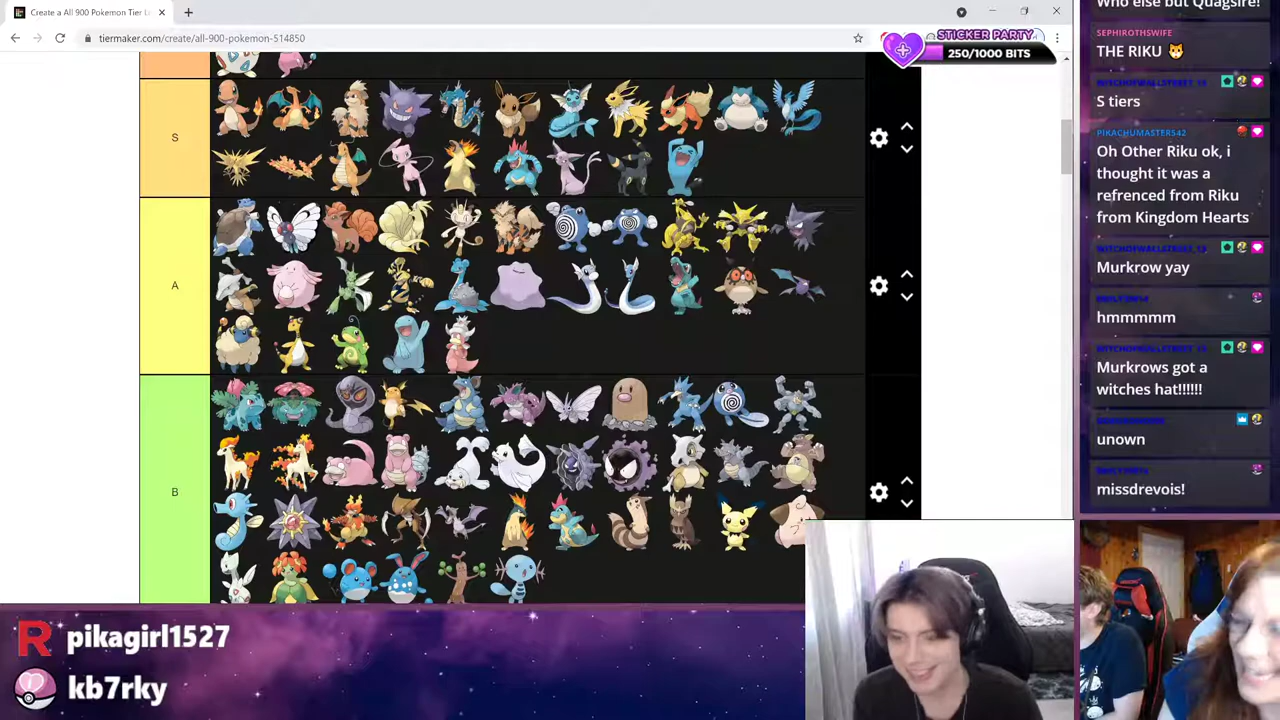 Create a All 900 Pokemon Tier Li
tiermaker.com/create/all-900-pokemon-514850
STICKER PARTY
250/1000 BITS
Who else but Quagsire!
SEPHIROTHSWIFE
THE RIKU
S tiers
PIKACHUMASTER542
Oh Other Riku ok, i
thought it was a
refrence from Riku
from Kingdom Hearts
Murkrow yay
hmmmmm
Murkrows got a
witches hat!!!!!!
unown
missdrevois!
S
A
B
R pikagirl1527
kb7rky